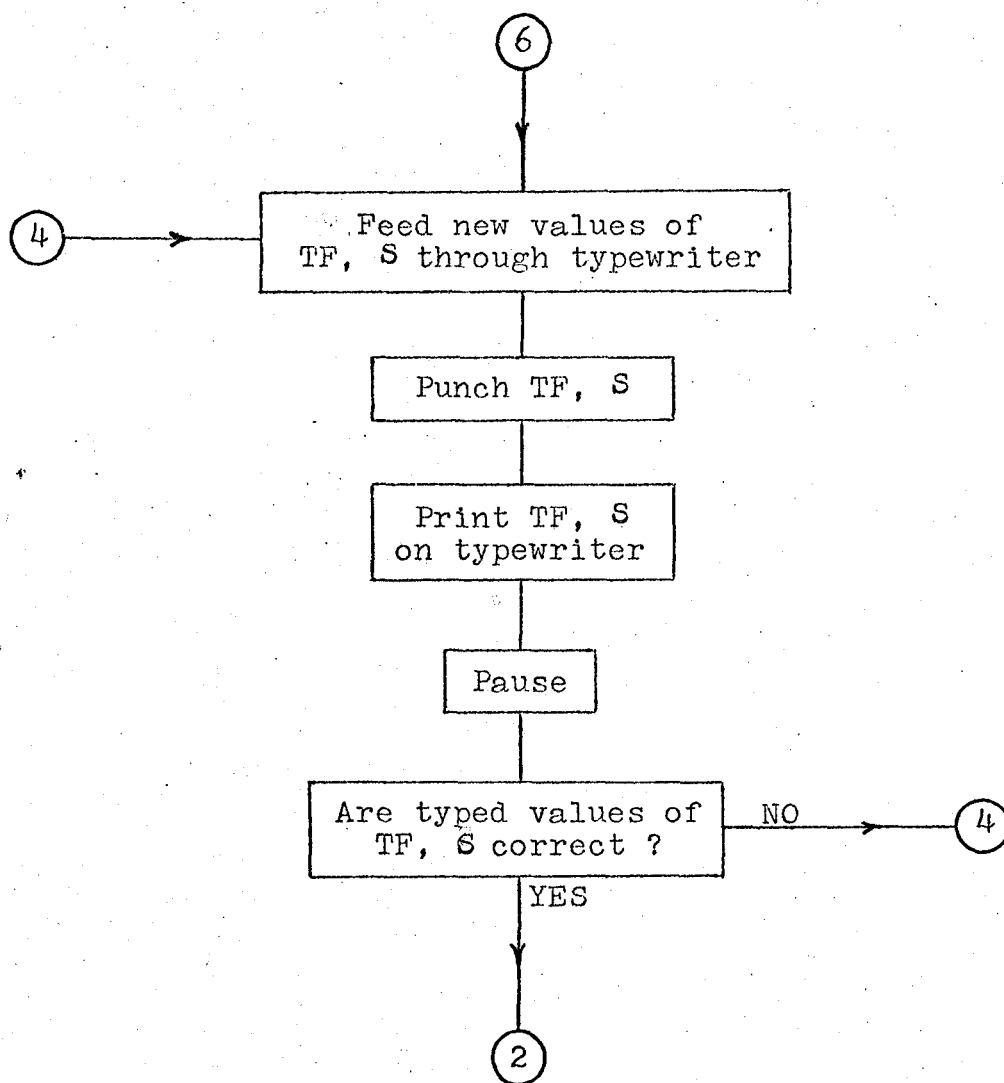 6
4
Feed new values of
TF, S through typewriter
Punch TF, S
Print TF, S
on typewriter
Pause
Are typed values of
TF, S correct ?
NO
4
YES
2